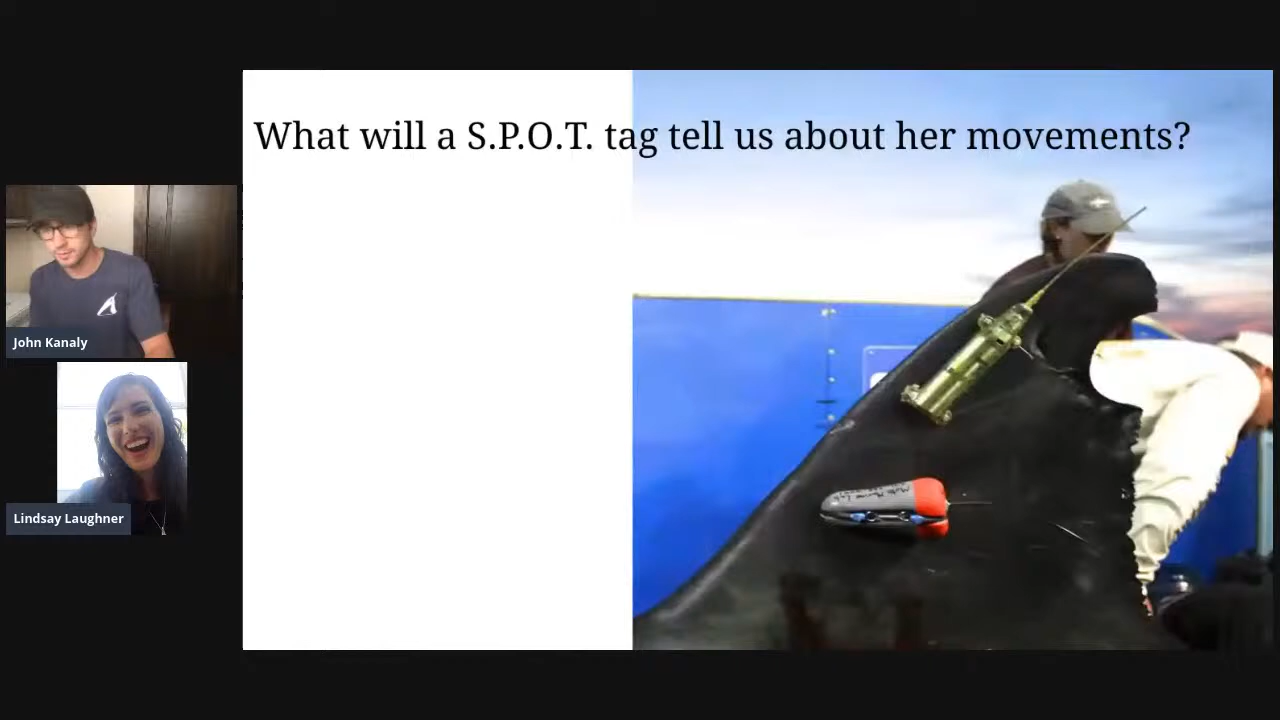 What will a S.P.O.T. tag tell us about her movements?
John Kanaly
Lindsay Laughner